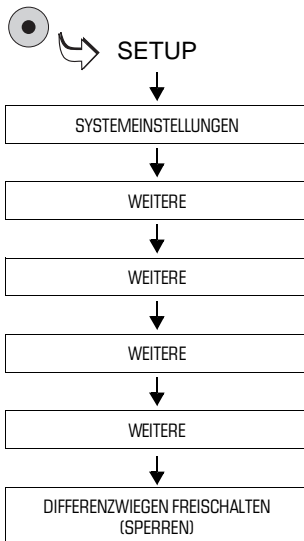 SETUP
SYSTEMEINSTELLUNGEN
WEITERE
WEITERE
WEITERE
WEITERE
DIFFERENZWIEGEN FREISCHALTEN
(SPERREN)